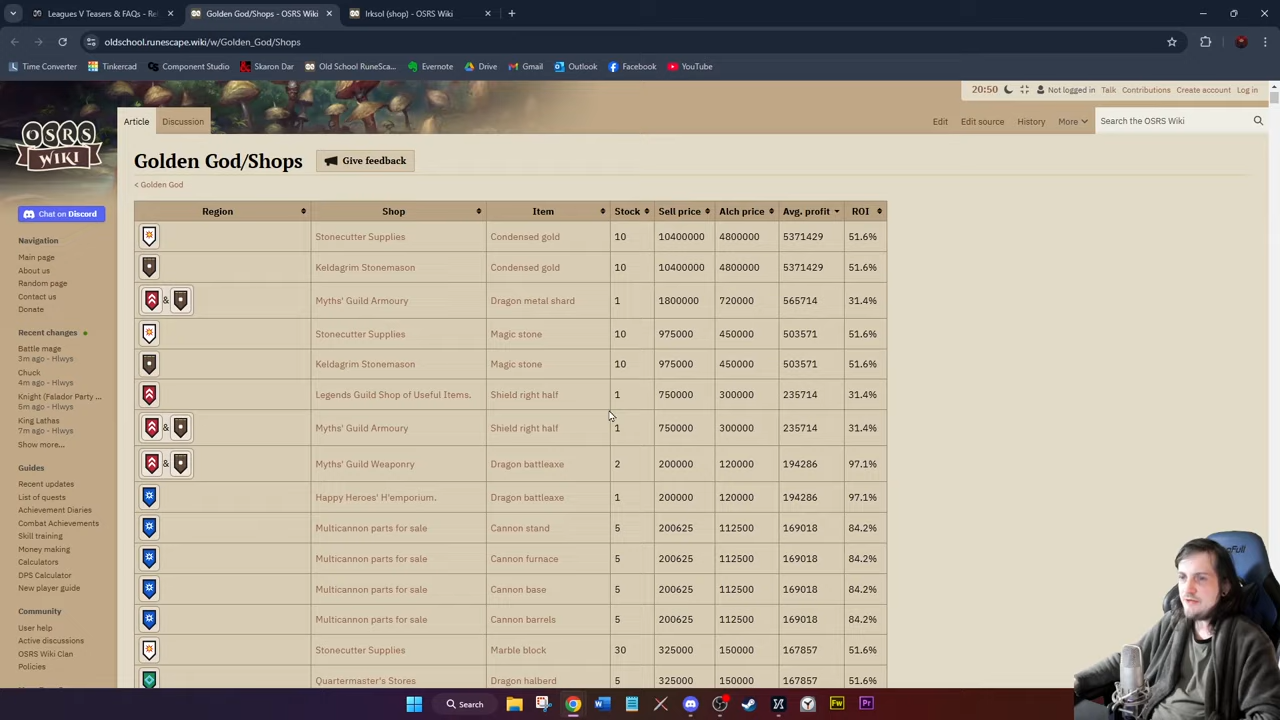 Leagues V Teasers & FAQs - Re
Golden God/Shops - OSRS Wiki
Irksol (shop) - OSRS Wiki
oldschool.runescape.wiki/w/Golden_God/Shops
Time Converter
Tinkercad
Component Studio
Skaron Dar
Old School RuneSca...
Evernote
Drive
Gmail
Outlook
Facebook
YouTube
20:50 Not logged in Talk Contributions Create account Log in
OSRS WIKI
Article Discussion Edit Edit source History More Search the OSRS Wiki
Golden God/Shops Give feedback
< Golden God
Chat on Discord
Navigation
Main page
About us
Random page
Contact us
Donate
Recent changes
Battle mage
3m ago - Hlwys
Chuck
4m ago - Hlwys
Knight (Falador Party ...
5m ago - Hlwys
King Lathas
7m ago - Hlwys
Show more...
Guides
Recent updates
List of quests
Achievement Diaries
Combat Achievements
Skill training
Money making
Calculators
DPS Calculator
New player guide
Community
User help
Active discussions
OSRS Wiki Clan
Policies
Region Shop Item Stock Sell price Alch price Avg. profit ROI
Stonecutter Supplies Condensed gold 10 10400000 4800000 5371429 51.6%
Keldagrim Stonemason Condensed gold 10 10400000 4800000 5371429 51.6%
& Myths' Guild Armoury Dragon metal shard 1 1800000 720000 565714 31.4%
Stonecutter Supplies Magic stone 10 975000 450000 503571 51.6%
Keldagrim Stonemason Magic stone 10 975000 450000 503571 51.6%
Legends Guild Shop of Useful Items. Shield right half 1 750000 300000 235714 31.4%
& Myths' Guild Armoury Shield right half 1 750000 300000 235714 31.4%
& Myths' Guild Weaponry Dragon battleaxe 2 200000 120000 194286 97.1%
Happy Heroes' H'emporium. Dragon battleaxe 1 200000 120000 194286 97.1%
Multicannon parts for sale Cannon stand 5 200625 112500 169018 84.2%
Multicannon parts for sale Cannon furnace 5 200625 112500 169018 84.2%
Multicannon parts for sale Cannon base 5 200625 112500 169018 84.2%
Multicannon parts for sale Cannon barrels 5 200625 112500 169018 84.2%
Stonecutter Supplies Marble block 30 325000 150000 167857 51.6%
Quartermaster's Stores Dragon halberd 5 325000 150000 167857 51.6%
Search
Fw
Pr